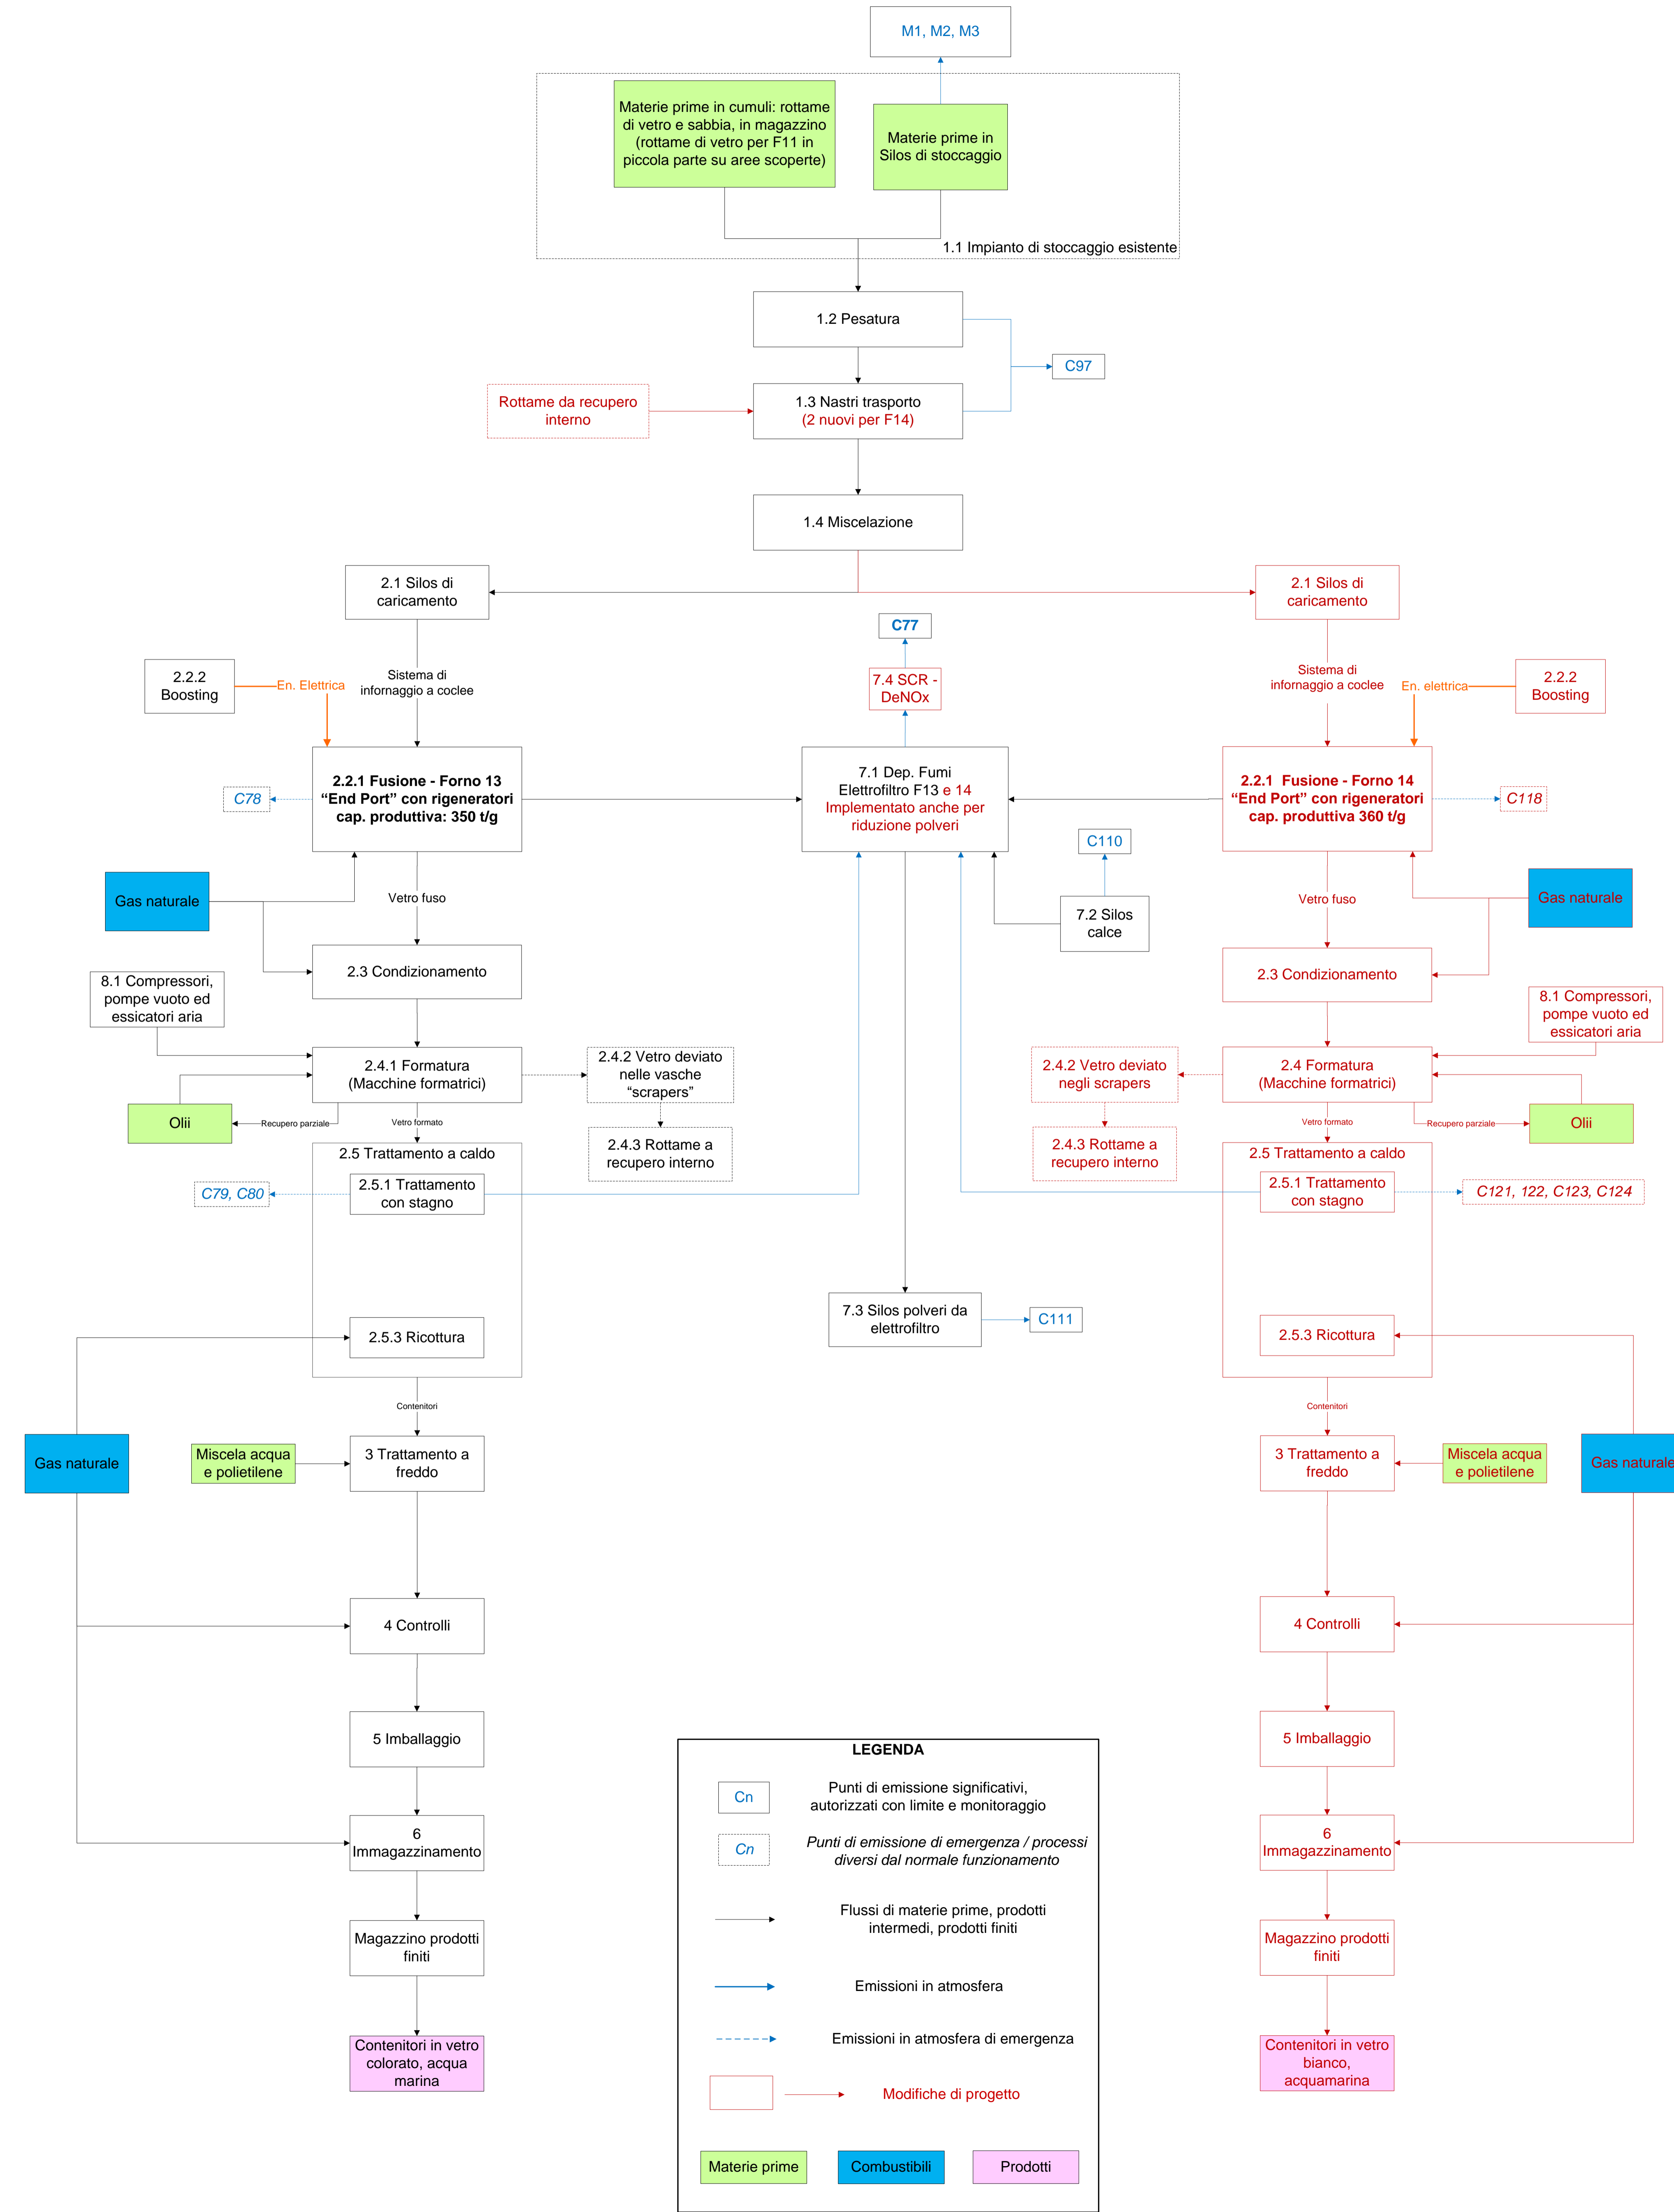 M1, M2, M3
Materie prime in cumuli: rottame
di vetro e sabbia, in magazzino
(rottame di vetro per F11 in
piccola parte su aree scoperte)
Materie prime in
Silos di stoccaggio
1.1 Impianto di stoccaggio esistente
1.2 Pesatura
C97
Rottame da recupero
interno
1.3 Nastri trasporto
(2 nuovi per F14)
1.4 Miscelazione
2.1 Silos di
caricamento
2.1 Silos di
caricamento
C77
2.2.2
Boosting
En. Elettrica
Sistema di
infornaggio a coclee
7.4 SCR -
DeNOx
Sistema di
infornaggio a coclee
En. elettrica
2.2.2
Boosting
C78
2.2.1 Fusione - Forno 13
“End Port” con rigeneratori
cap. produttiva: 350 t/g
7.1 Dep. Fumi
Elettrofiltro F13 e 14
Implementato anche per
riduzione polveri
2.2.1 Fusione - Forno 14
“End Port” con rigeneratori
cap. produttiva 360 t/g
C118
C110
Gas naturale
Vetro fuso
7.2 Silos
calce
Vetro fuso
Gas naturale
2.3 Condizionamento
2.3 Condizionamento
8.1 Compressori,
pompe vuoto ed
essicatori aria
8.1 Compressori,
pompe vuoto ed
essicatori aria
2.4.1 Formatura
(Macchine formatrici)
2.4.2 Vetro deviato
nelle vasche
“scrapers”
2.4.2 Vetro deviato
negli scrapers
2.4 Formatura
(Macchine formatrici)
Olii
Recupero parziale
Vetro formato
Vetro formato
Recupero parziale
Olii
2.4.3 Rottame a
recupero interno
2.4.3 Rottame a
recupero interno
2.5 Trattamento a caldo
2.5 Trattamento a caldo
C79, C80
2.5.1 Trattamento
con stagno
2.5.1 Trattamento
con stagno
C121, 122, C123, C124
7.3 Silos polveri da
elettrofiltro
C111
2.5.3 Ricottura
2.5.3 Ricottura
Contenitori
Contenitori
Gas naturale
Miscela acqua
e polietilene
3 Trattamento a
freddo
3 Trattamento a
freddo
Miscela acqua
e polietilene
Gas naturale
4 Controlli
4 Controlli
5 Imballaggio
5 Imballaggio
6
Immagazzinamento
6
Immagazzinamento
Magazzino prodotti
finiti
Magazzino prodotti
finiti
Contenitori in vetro
colorato, acqua
marina
Contenitori in vetro
bianco,
acquamarina
LEGENDA
Cn
Punti di emissione significativi,
autorizzati con limite e monitoraggio
Cn
Punti di emissione di emergenza / processi
diversi dal normale funzionamento
Flussi di materie prime, prodotti
intermedi, prodotti finiti
Emissioni in atmosfera
Emissioni in atmosfera di emergenza
Modifiche di progetto
Materie prime
Combustibili
Prodotti